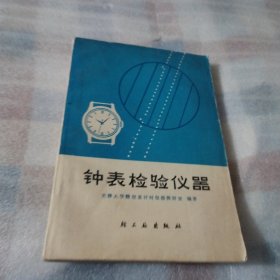 钟表检验仪器
天津大学精密仪计时仪器教研室 编著
轻工业出版社